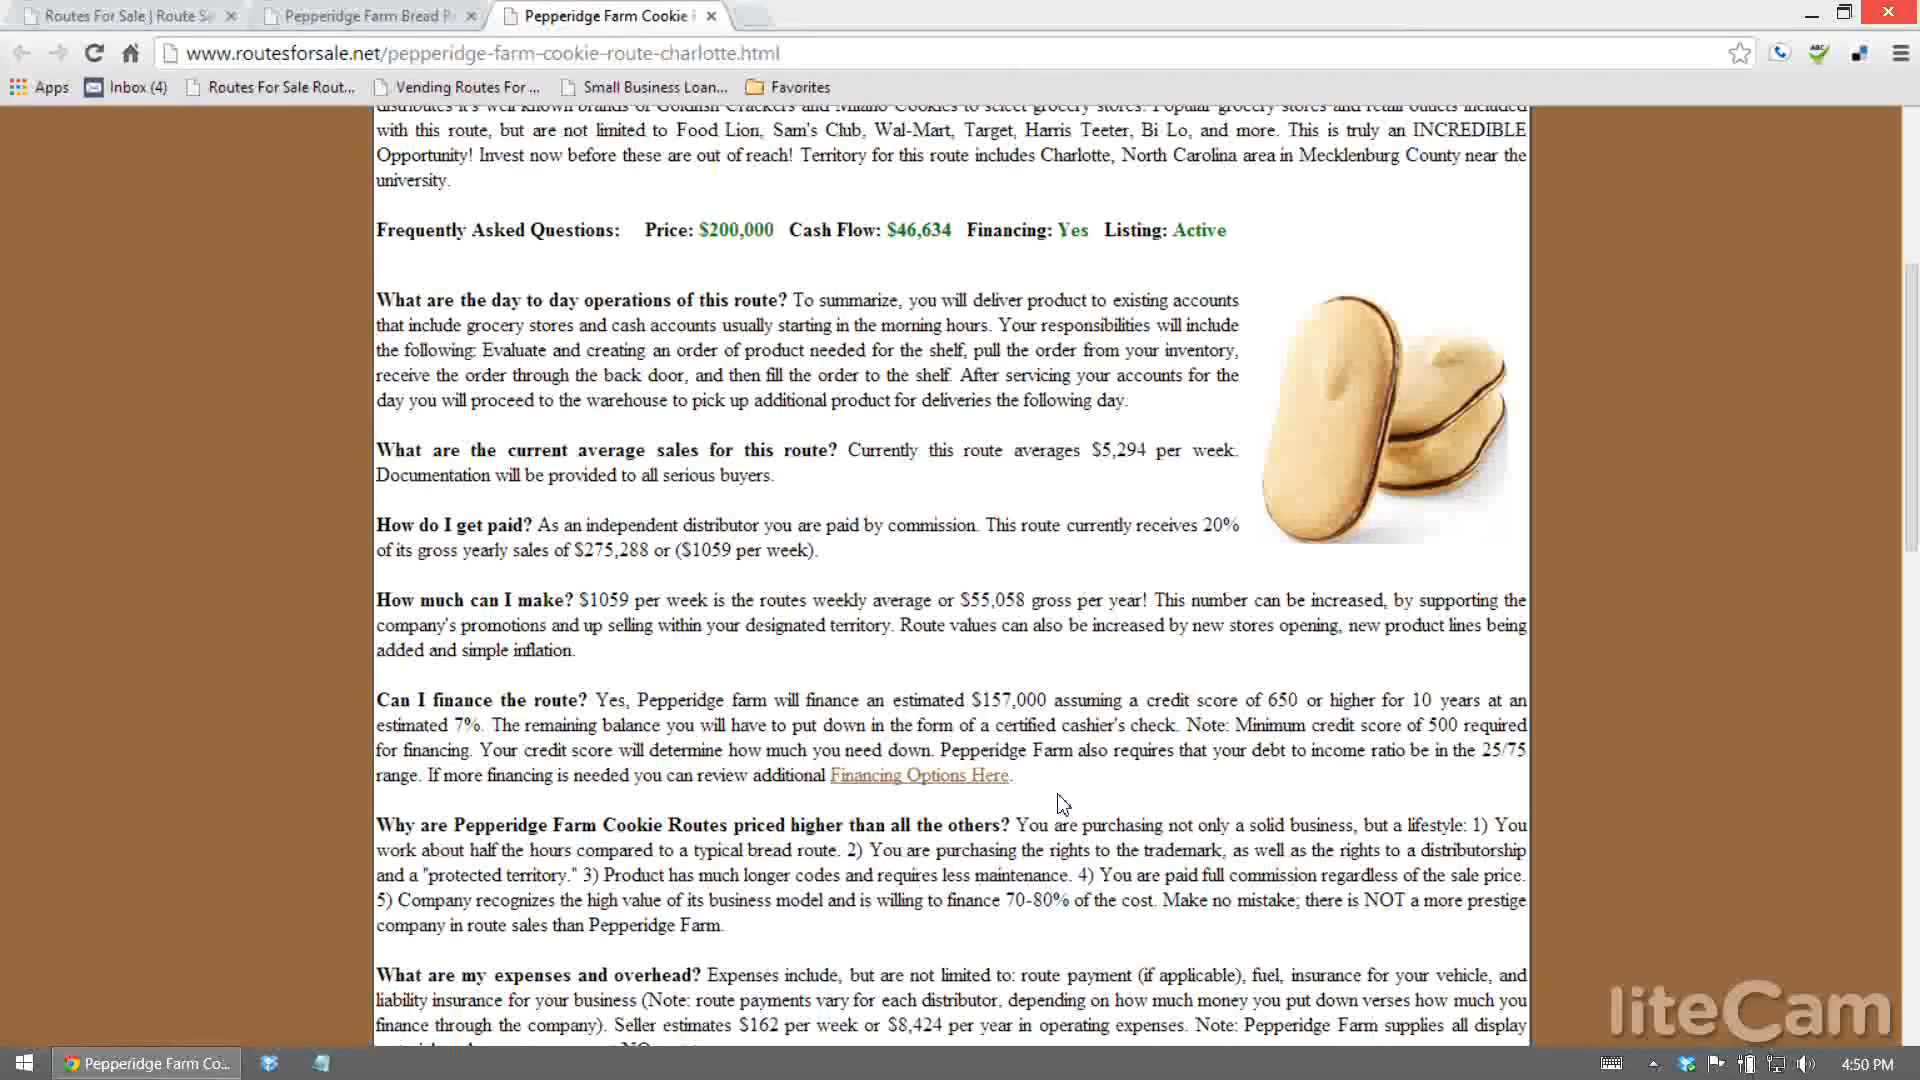 Routes For Sale | Route S
Pepperidge Farm Bread R
Pepperidge Farm Cookie
www.routesforsale.net/pepperidge-farm-cookie-route-charlotte.html
Apps
Inbox (4)
Routes For Sale Rout...
Vending Routes For ...
Small Business Loan...
Favorites
distributes it's well known brands of Goldfish Crackers and Milano Cookies to select grocery stores. Popular grocery stores and retail outlets included
with this route, but are not limited to Food Lion, Sam's Club, Wal-Mart, Target, Harris Teeter, Bi Lo, and more. This is truly an INCREDIBLE
Opportunity! Invest now before these are out of reach! Territory for this route includes Charlotte, North Carolina area in Mecklenburg County near the
university.
Frequently Asked Questions: Price: $200,000 Cash Flow: $46,634 Financing: Yes Listing: Active
What are the day to day operations of this route? To summarize, you will deliver product to existing accounts
that include grocery stores and cash accounts usually starting in the morning hours. Your responsibilities will include
the following: Evaluate and creating an order of product needed for the shelf, pull the order from your inventory,
receive the order through the back door, and then fill the order to the shelf. After servicing your accounts for the
day you will proceed to the warehouse to pick up additional product for deliveries the following day.
What are the current average sales for this route? Currently this route averages $5,294 per week.
Documentation will be provided to all serious buyers.
How do I get paid? As an independent distributor you are paid by commission. This route currently receives 20%
of its gross yearly sales of $275,288 or ($1059 per week).
How much can I make? $1059 per week is the routes weekly average or $55,058 gross per year! This number can be increased, by supporting the
company's promotions and up selling within your designated territory. Route values can also be increased by new stores opening, new product lines being
added and simple inflation.
Can I finance the route? Yes, Pepperidge farm will finance an estimated $157,000 assuming a credit score of 650 or higher for 10 years at an
estimated 7%. The remaining balance you will have to put down in the form of a certified cashier's check. Note: Minimum credit score of 500 required
for financing. Your credit score will determine how much you need down. Pepperidge Farm also requires that your debt to income ratio be in the 25/75
range. If more financing is needed you can review additional Financing Options Here.
Why are Pepperidge Farm Cookie Routes priced higher than all the others? You are purchasing not only a solid business, but a lifestyle: 1) You
work about half the hours compared to a typical bread route. 2) You are purchasing the rights to the trademark, as well as the rights to a distributorship
and a "protected territory." 3) Product has much longer codes and requires less maintenance. 4) You are paid full commission regardless of the sale price.
5) Company recognizes the high value of its business model and is willing to finance 70-80% of the cost. Make no mistake; there is NOT a more prestige
company in route sales than Pepperidge Farm.
What are my expenses and overhead? Expenses include, but are not limited to: route payment (if applicable), fuel, insurance for your vehicle, and
liability insurance for your business (Note: route payments vary for each distributor, depending on how much money you put down verses how much you
finance through the company). Seller estimates $162 per week or $8,424 per year in operating expenses. Note: Pepperidge Farm supplies all display
liteCam
Pepperidge Farm Co...
4:50 PM